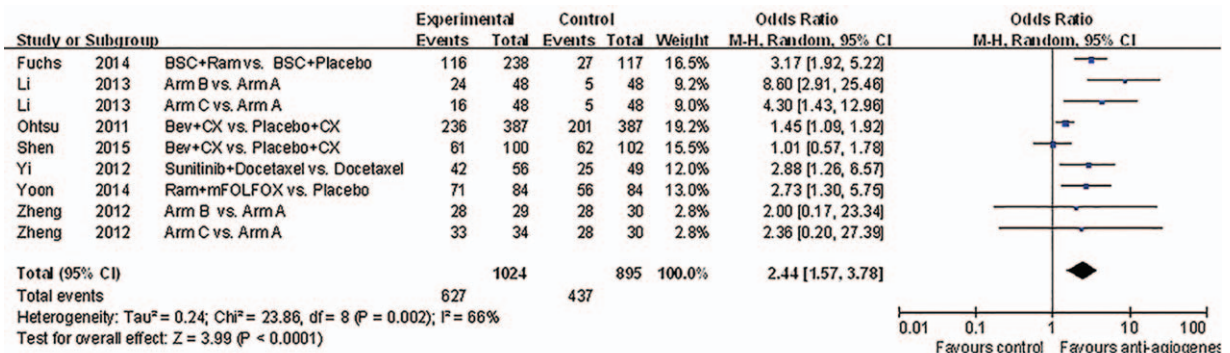 Experimental Control Odds Ratio Odds Ratio
Study or Subgroup Events Total Events Total Weight M-H, Random, 95% CI M-H, Random, 95% CI
Fuchs 2014 BSC+Ram vs. BSC+Placebo 116 238 27 117 16.5% 3.17 [1.92, 5.22]
Li 2013 Arm B vs. Arm A 24 48 5 48 9.2% 8.60 [2.91, 25.46]
Li 2013 Arm C vs. Arm A 16 48 5 48 9.0% 4.30 [1.43, 12.96]
Ohtsu 2011 Bev+CX vs. Placebo+CX 236 387 201 387 19.2% 1.45 [1.09, 1.92]
Shen 2015 Bev+CX vs. Placebo+CX 61 100 62 102 15.5% 1.01 [0.57, 1.78]
Yi 2012 Sunitinib+Docetaxel vs. Docetaxel 42 56 25 49 12.0% 2.88 [1.26, 6.57]
Yoon 2014 Ram+mFOLFOX vs. Placebo 71 84 56 84 13.0% 2.73 [1.30, 5.75]
Zheng 2012 Arm B vs. Arm A 28 29 28 30 2.8% 2.00 [0.17, 23.34]
Zheng 2012 Arm C vs. Arm A 33 34 28 30 2.8% 2.36 [0.20, 27.39]
Total (95% CI) 1024 895 100.0% 2.44 [1.57, 3.78]
Total events 627 437
Heterogeneity: Tau² = 0.24; Chi² = 23.86, df = 8 (P = 0.002); I² = 66%
Test for overall effect: Z = 3.99 (P < 0.0001)
0.01 0.1 1 10 100
Favours control Favours anti-agiogenes